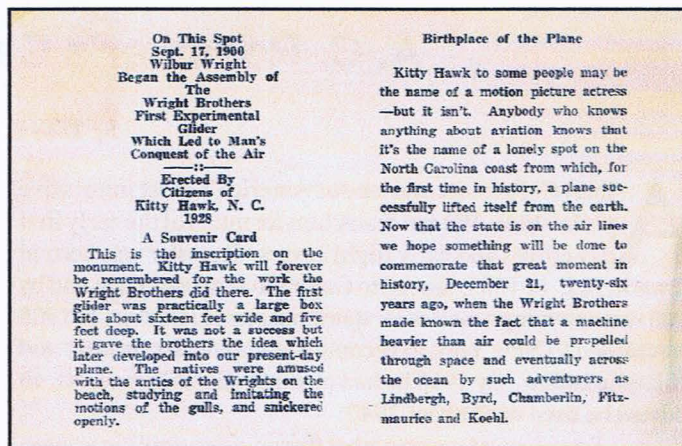 On This Spot
Sept. 17, 1900
Wilbur Wright
Began the Assembly of
The
Wright Brothers
First Experimental
Glider
Which Led to Man's
Conquest of the Air
——::——
Erected By
Citizens of
Kitty Hawk, N. C.
1928
A Souvenir Card
This is the inscription on the
monument. Kitty Hawk will forever
be remembered for the work the
Wright Brothers did there. The first
glider was practically a large box
kite about sixteen feet wide and five
feet deep. It was not a success but
it gave the brothers the idea which
later developed into our present-day
plane. The natives were amused
with the antics of the Wrights on the
beach, studying and imitating the
motions of the gulls, and snickered
openly.
Birthplace of the Plane
Kitty Hawk to some people may be
the name of a motion picture actress
—but it isn't. Anybody who knows
anything about aviation knows that
it's the name of a lonely spot on the
North Carolina coast from which, for
the first time in history, a plane suc-
cessfully lifted itself from the earth.
Now that the state is on the air lines
we hope something will be done to
commemorate that great moment in
history, December 21, twenty-six
years ago, when the Wright Brothers
made known the fact that a machine
heavier than air could be propelled
through space and eventually across
the ocean by such adventurers as
Lindbergh, Byrd, Chamberlin, Fitz-
maurice and Koehl.